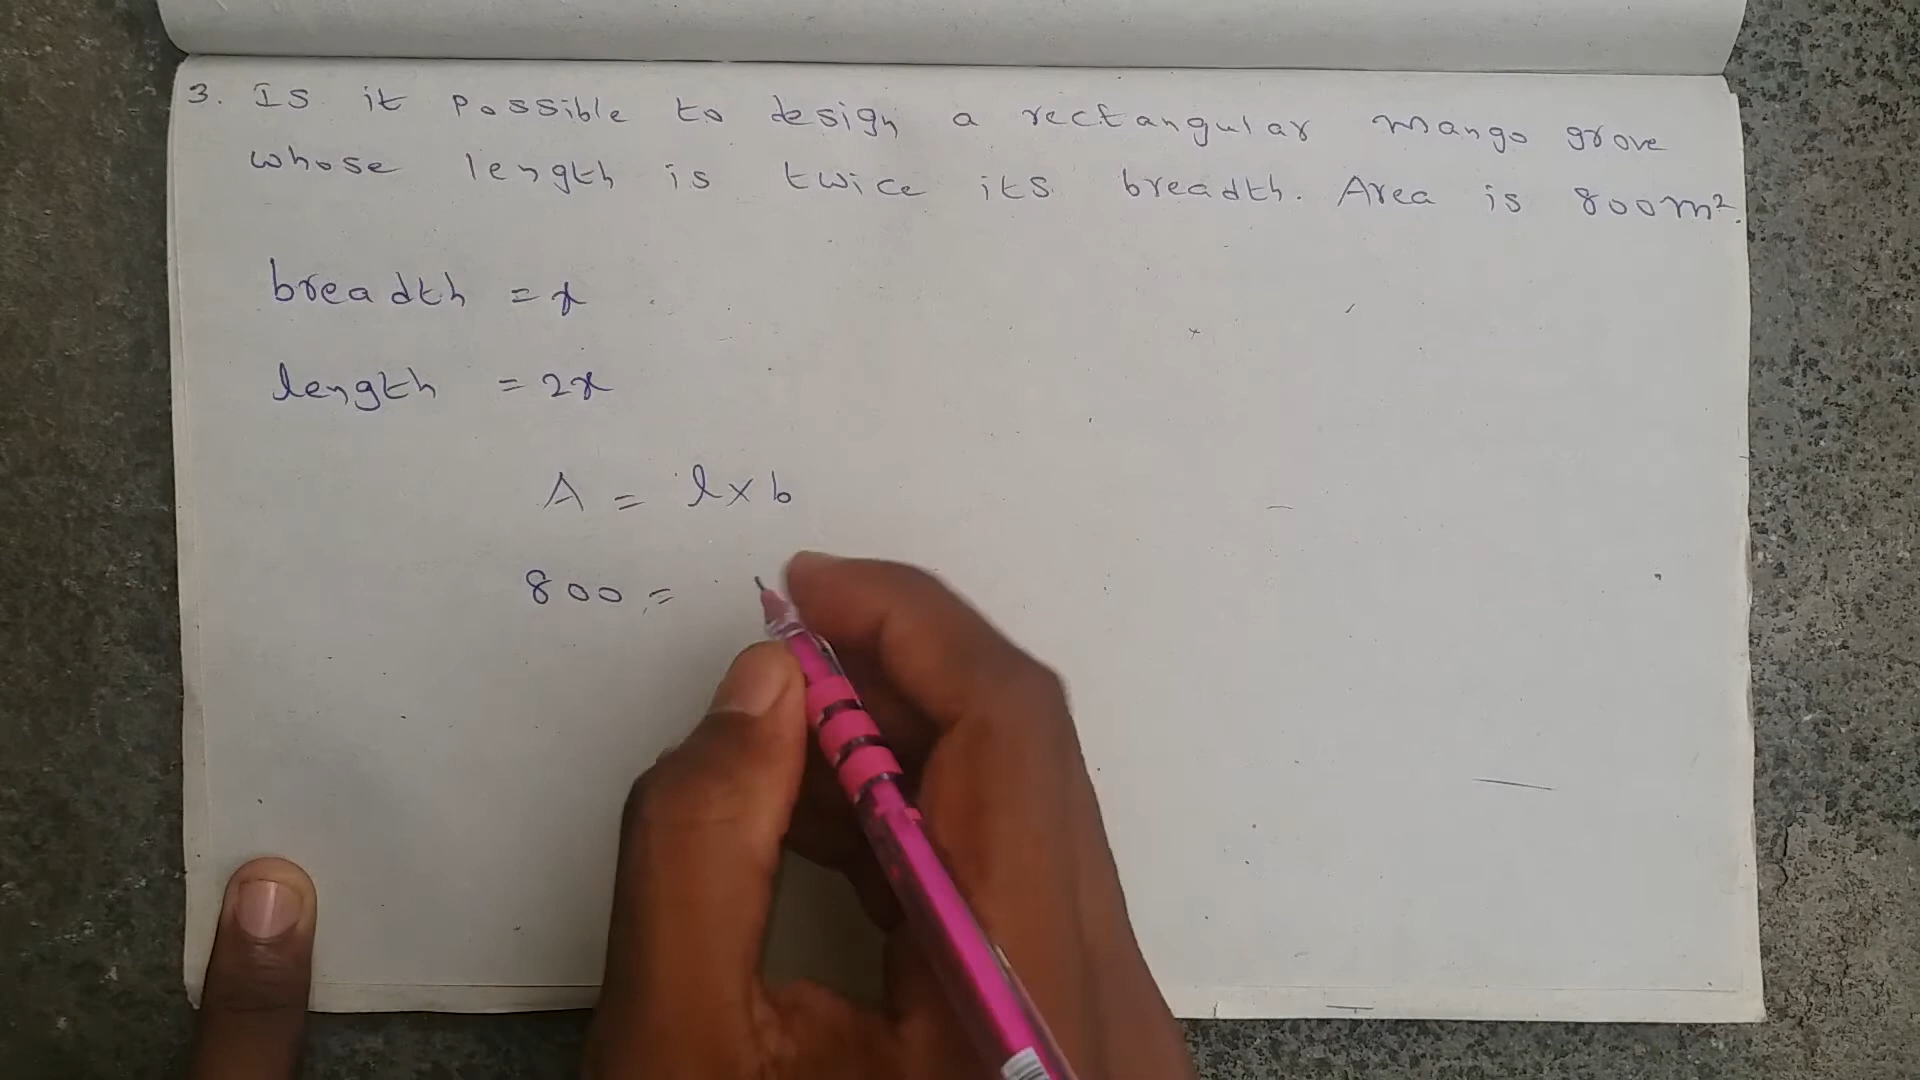 3. Is it possible to design a rectangular mango grove
whose length is twice its breadth. Area is 800m².
breadth = x
length = 2x
A = l × b
800 =